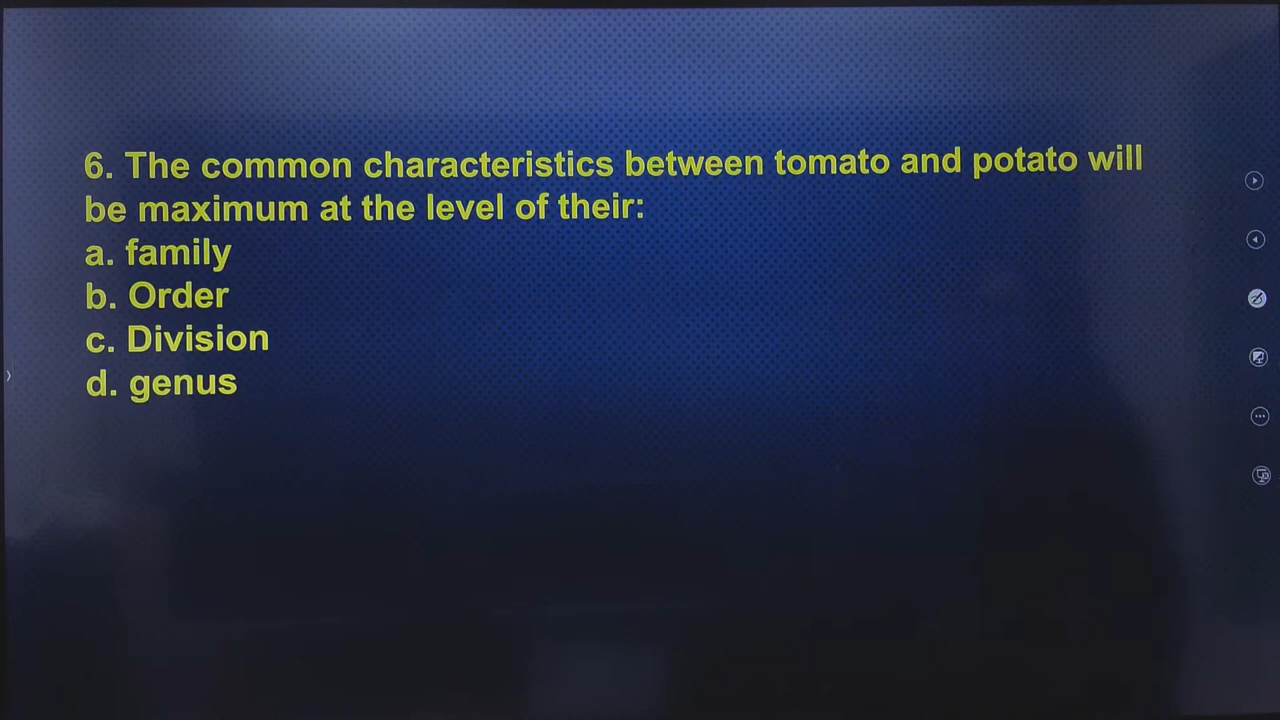 6. The common characteristics between tomato and potato will
be maximum at the level of their:
a. family
b. Order
c. Division
d. genus